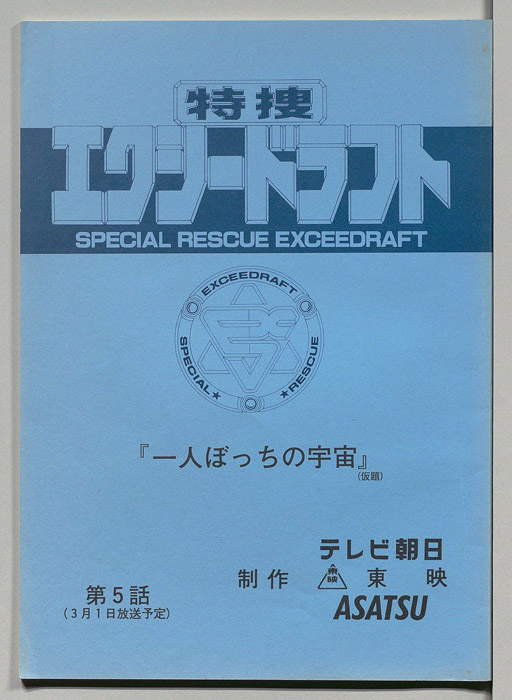 特捜
エクシードラフト
SPECIAL RESCUE EXCEEDRAFT
EXCEEDRAFT
SPECIAL★
★RESCUE
『一人ぼっちの宇宙』
(仮題)
テレビ朝日
制作 東映 東映
ASATSU
第5話
(3月1日放送予定)